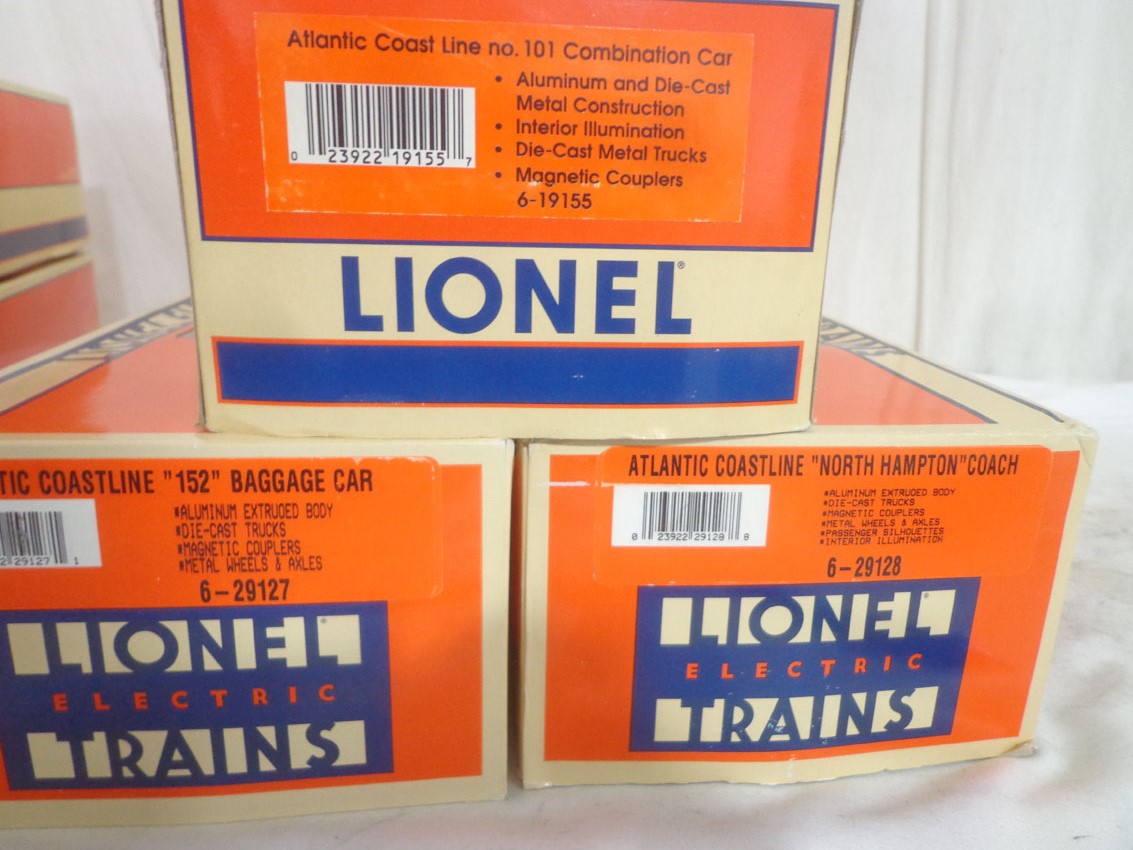 Atlantic Coast Line no. 101 Combination Car
• Aluminum and Die-Cast
Metal Construction
• Interior Illumination
• Die-Cast Metal Trucks
• Magnetic Couplers
6-19155
0 23922 19155 7
LIONEL®
TIC COASTLINE "152" BAGGAGE CAR
*ALUMINUM EXTRUDED BODY
*DIE-CAST TRUCKS
*MAGNETIC COUPLERS
*METAL WHEELS & AXLES
29127 1
6-29127
LIONEL®
ELECTRIC
TRAINS
ATLANTIC COASTLINE "NORTH HAMPTON"COACH
*ALUMINUM EXTRUDED BODY
*DIE-CAST TRUCKS
*MAGNETIC COUPLERS
*METAL WHEELS & AXLES
*PASSENGER SILHOUETTES
*INTERIOR ILLUMINATION
0 23922 29128 8
6-29128
LIONEL®
ELECTRIC
TRAINS